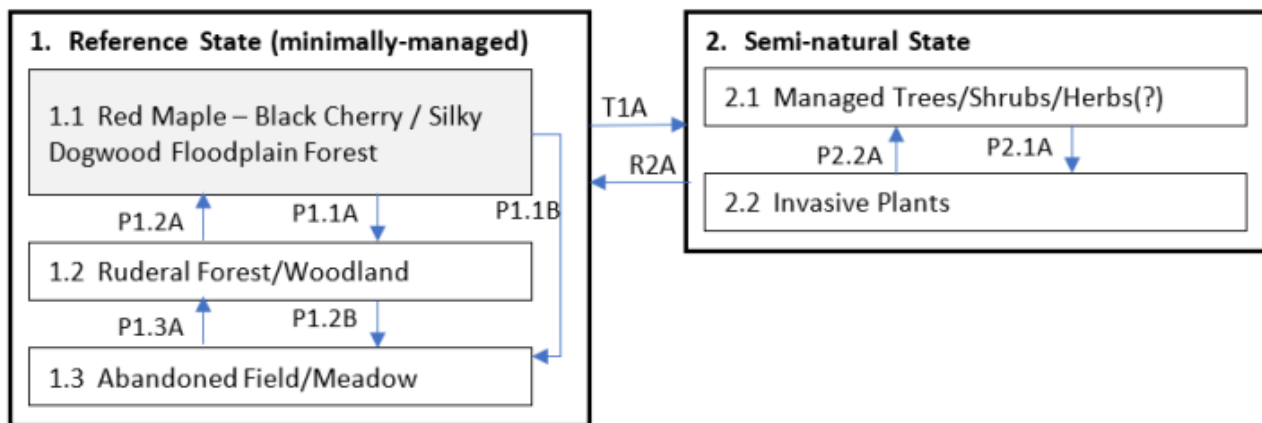 1. Reference State (minimally-managed)
1.1 Red Maple – Black Cherry / Silky
Dogwood Floodplain Forest
P1.2A
P1.1A
P1.1B
1.2 Ruderal Forest/Woodland
P1.3A
P1.2B
1.3 Abandoned Field/Meadow
T1A
R2A
2. Semi-natural State
2.1 Managed Trees/Shrubs/Herbs(?)
P2.2A
P2.1A
2.2 Invasive Plants